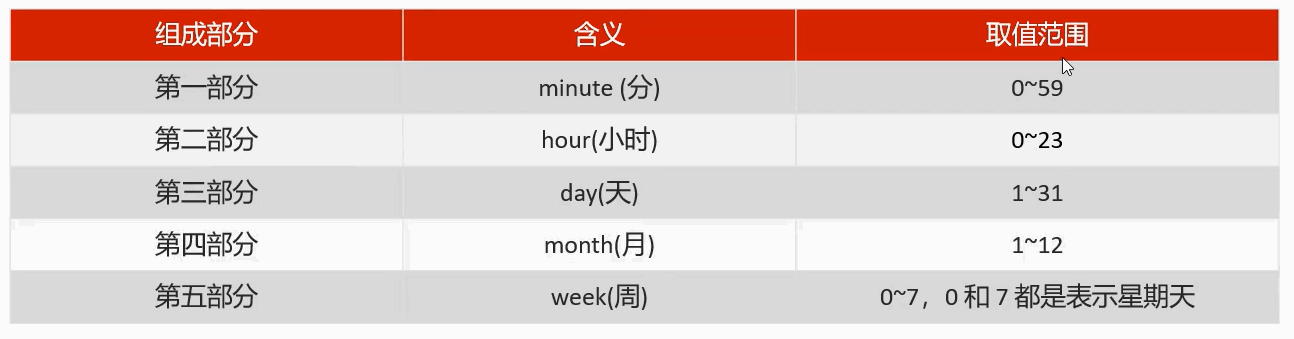 组成部分 含义 取值范围
第一部分 minute (分) 0~59
第二部分 hour(小时) 0~23
第三部分 day(天) 1~31
第四部分 month(月) 1~12
第五部分 week(周) 0~7，0 和 7 都是表示星期天